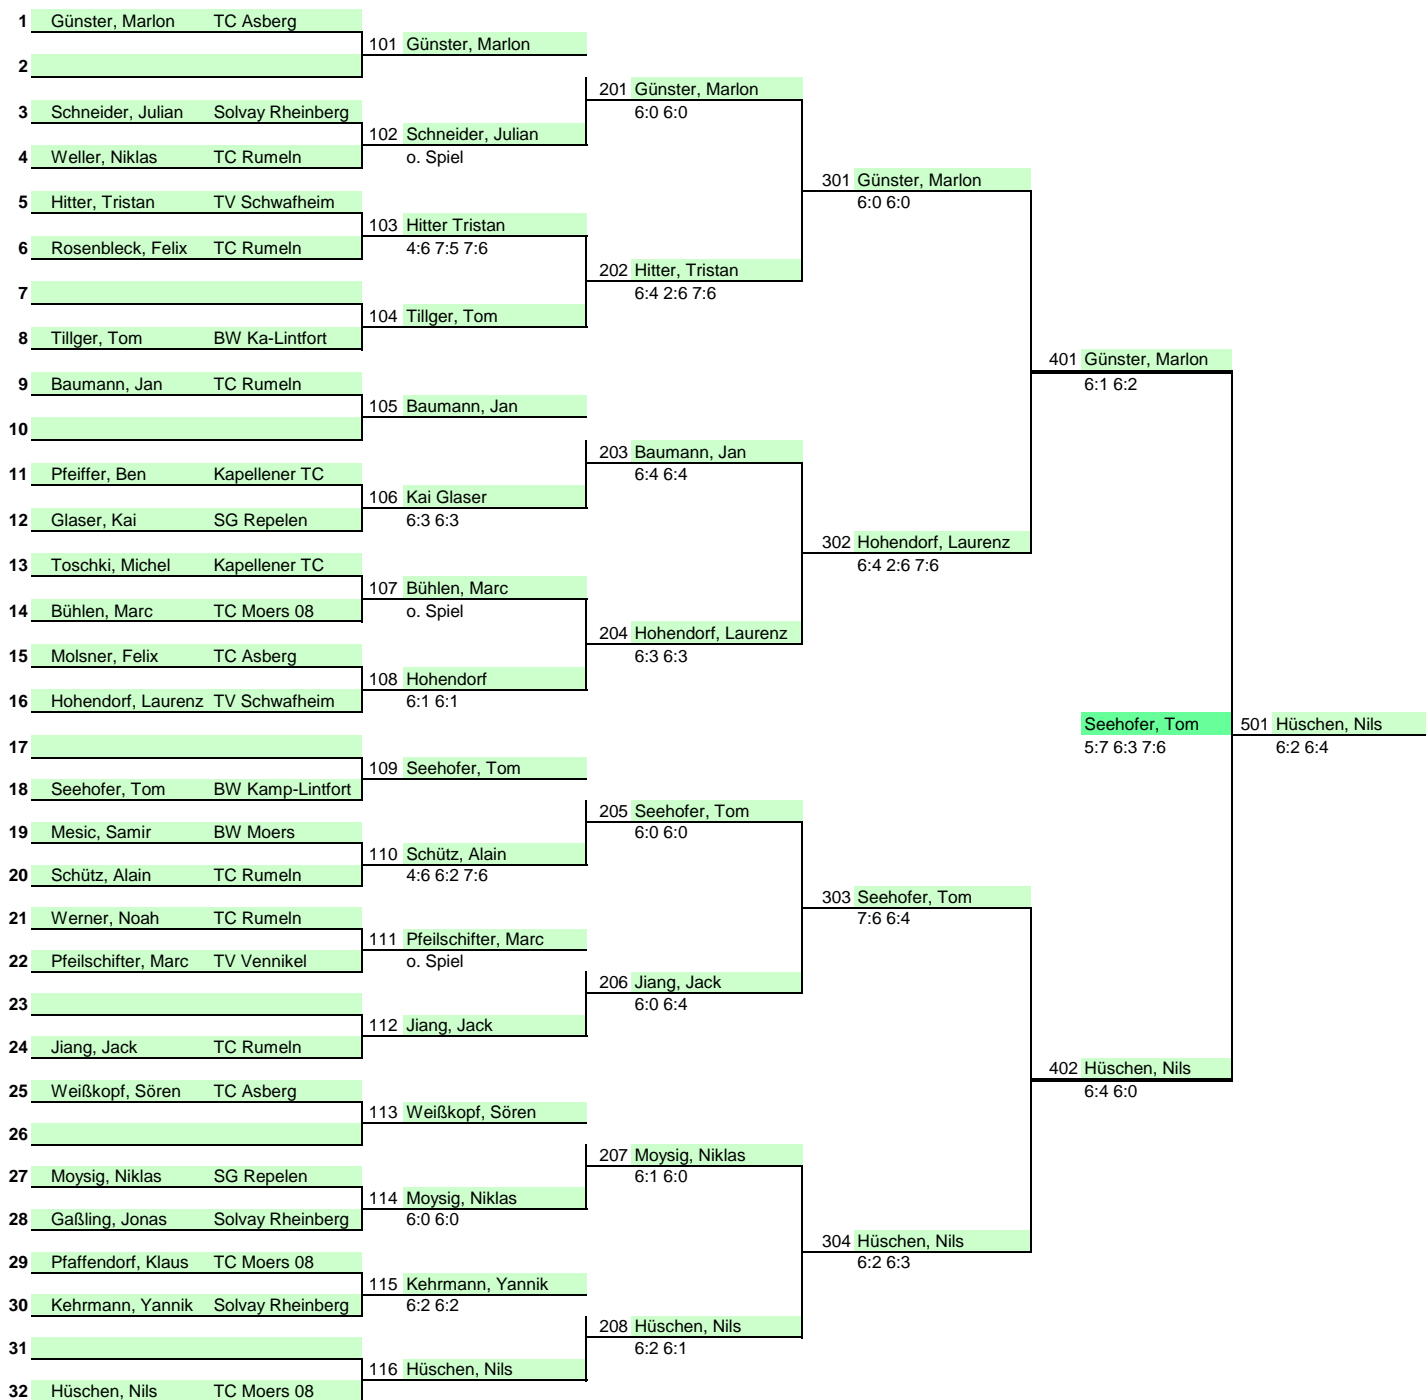 1 Günster, Marlon TC Asberg
101 Günster, Marlon
2
201 Günster, Marlon
3 Schneider, Julian Solvay Rheinberg 6:0 6:0
102 Schneider, Julian
4 Weller, Niklas TC Rumeln o. Spiel
301 Günster, Marlon
5 Hitter, Tristan TV Schwafheim 6:0 6:0
103 Hitter Tristan
6 Rosenbleck, Felix TC Rumeln 4:6 7:5 7:6
202 Hitter, Tristan
7 6:4 2:6 7:6
104 Tillger, Tom
8 Tillger, Tom BW Ka-Lintfort
401 Günster, Marlon
9 Baumann, Jan TC Rumeln 6:1 6:2
105 Baumann, Jan
10
203 Baumann, Jan
11 Pfeiffer, Ben Kapellener TC 6:4 6:4
106 Kai Glaser
12 Glaser, Kai SG Repelen 6:3 6:3
302 Hohendorf, Laurenz
13 Toschki, Michel Kapellener TC 6:4 2:6 7:6
107 Bühlen, Marc
14 Bühlen, Marc TC Moers 08 o. Spiel
204 Hohendorf, Laurenz
15 Molsner, Felix TC Asberg 6:3 6:3
108 Hohendorf
16 Hohendorf, Laurenz TV Schwafheim 6:1 6:1
Seehofer, Tom 501 Hüschen, Nils
17 5:7 6:3 7:6 6:2 6:4
109 Seehofer, Tom
18 Seehofer, Tom BW Kamp-Lintfort
205 Seehofer, Tom
19 Mesic, Samir BW Moers 6:0 6:0
110 Schütz, Alain
20 Schütz, Alain TC Rumeln 4:6 6:2 7:6
303 Seehofer, Tom
21 Werner, Noah TC Rumeln 7:6 6:4
111 Pfeilschifter, Marc
22 Pfeilschifter, Marc TV Vennikel o. Spiel
206 Jiang, Jack
23 6:0 6:4
112 Jiang, Jack
24 Jiang, Jack TC Rumeln
402 Hüschen, Nils
25 Weißkopf, Sören TC Asberg 6:4 6:0
113 Weißkopf, Sören
26
207 Moysig, Niklas
27 Moysig, Niklas SG Repelen 6:1 6:0
114 Moysig, Niklas
28 Gaßling, Jonas Solvay Rheinberg 6:0 6:0
304 Hüschen, Nils
29 Pfaffendorf, Klaus TC Moers 08 6:2 6:3
115 Kehrmann, Yannik
30 Kehrmann, Yannik Solvay Rheinberg 6:2 6:2
208 Hüschen, Nils
31 6:2 6:1
116 Hüschen, Nils
32 Hüschen, Nils TC Moers 08